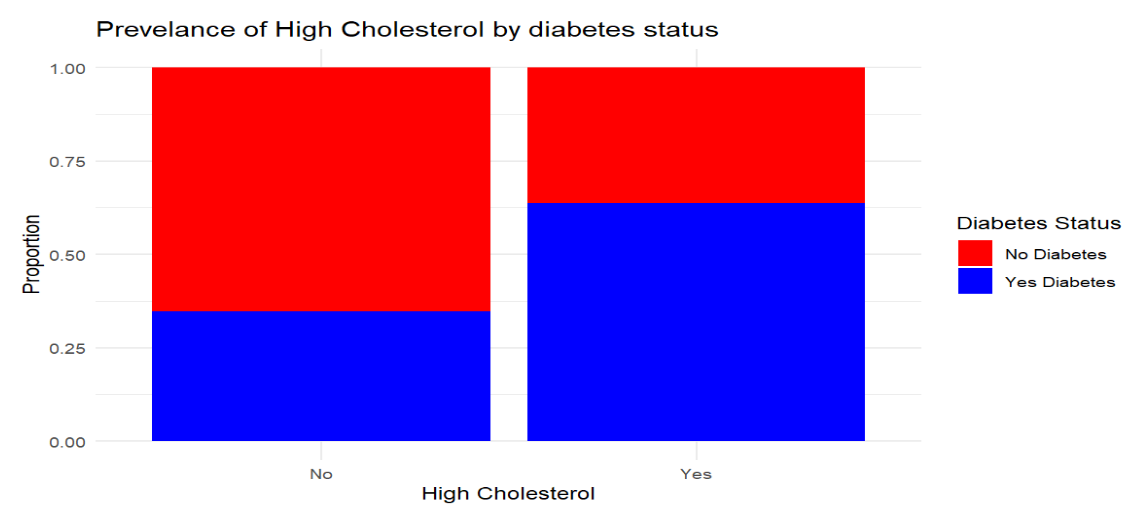 Prevelance of High Cholesterol by diabetes status
1.00
0.75
0.50
0.25
0.00
Proportion
No
Yes
High Cholesterol
Diabetes Status
No Diabetes
Yes Diabetes